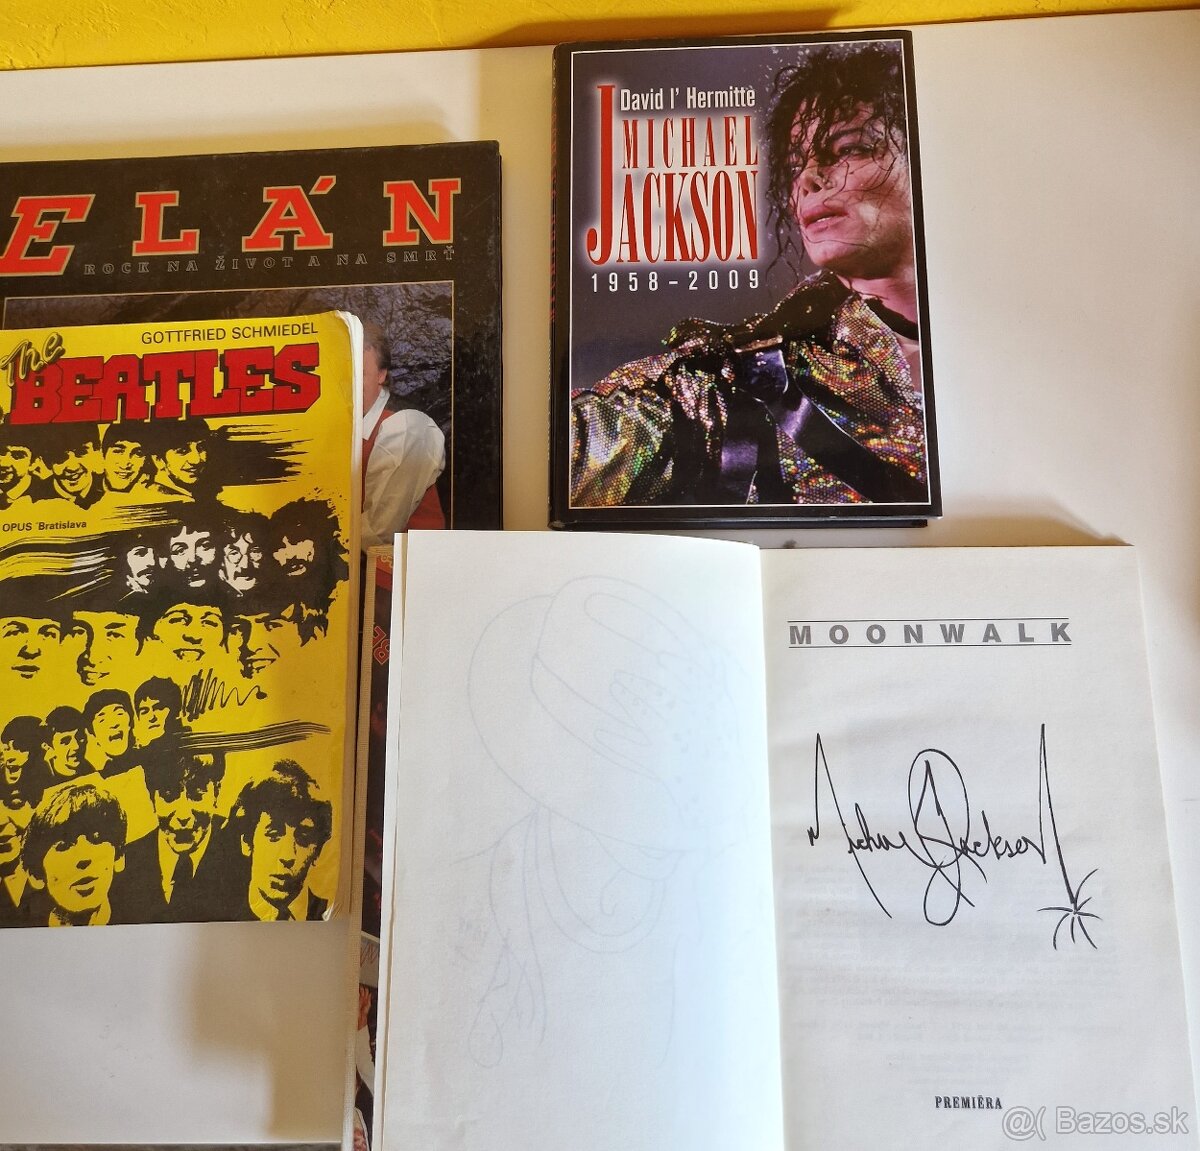 ELÁN
ROCK NA ŽIVOT A NA SMRŤ
GOTTFRIED SCHMIEDEL
The
BEATLES
OPUS Bratislava
David l' Hermittè
MICHAEL
JACKSON
1958-2009
MOONWALK
Michael Jackson
PREMIÉRA
@( Bazos.sk